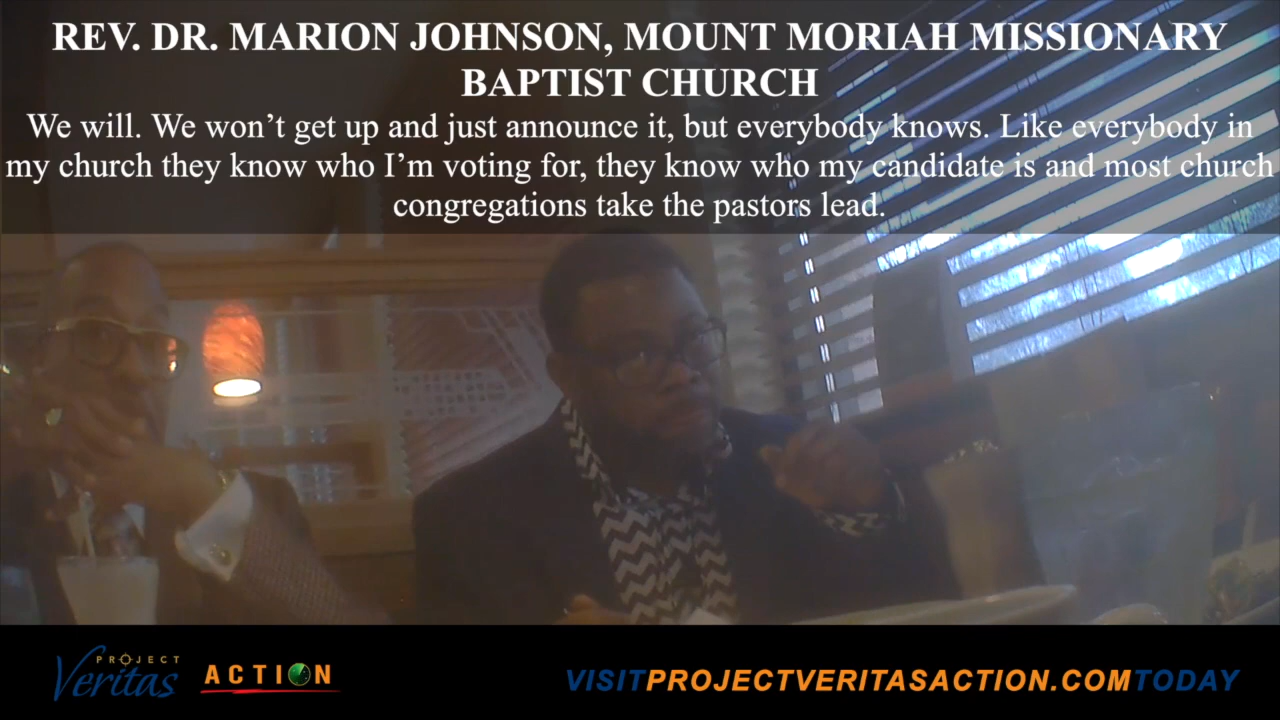 REV. DR. MARION JOHNSON, MOUNT MORIAH MISSIONARY
BAPTIST CHURCH
We will. We won’t get up and just announce it, but everybody knows. Like everybody in
my church they know who I’m voting for, they know who my candidate is and most church
congregations take the pastors lead.
PROJECT
Veritas ACTION
VISITPROJECTVERITASACTION.COMTODAY